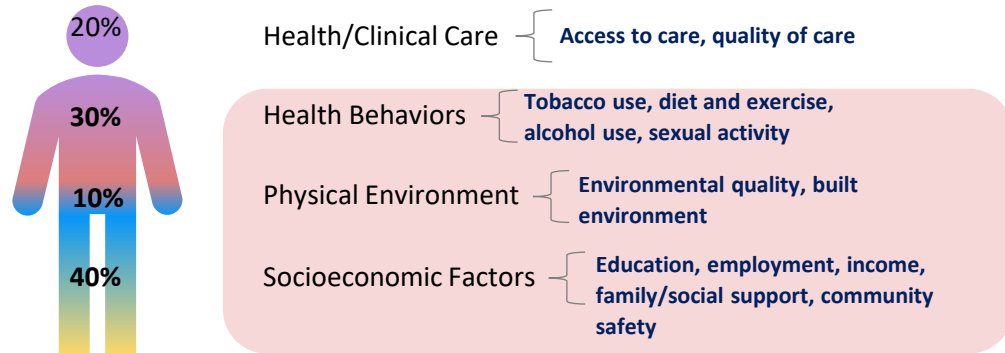 20%
Health/Clinical Care
Access to care, quality of care
30%
Health Behaviors
Tobacco use, diet and exercise,
alcohol use, sexual activity
10%
Physical Environment
Environmental quality, built
environment
40%
Socioeconomic Factors
Education, employment, income,
family/social support, community
safety